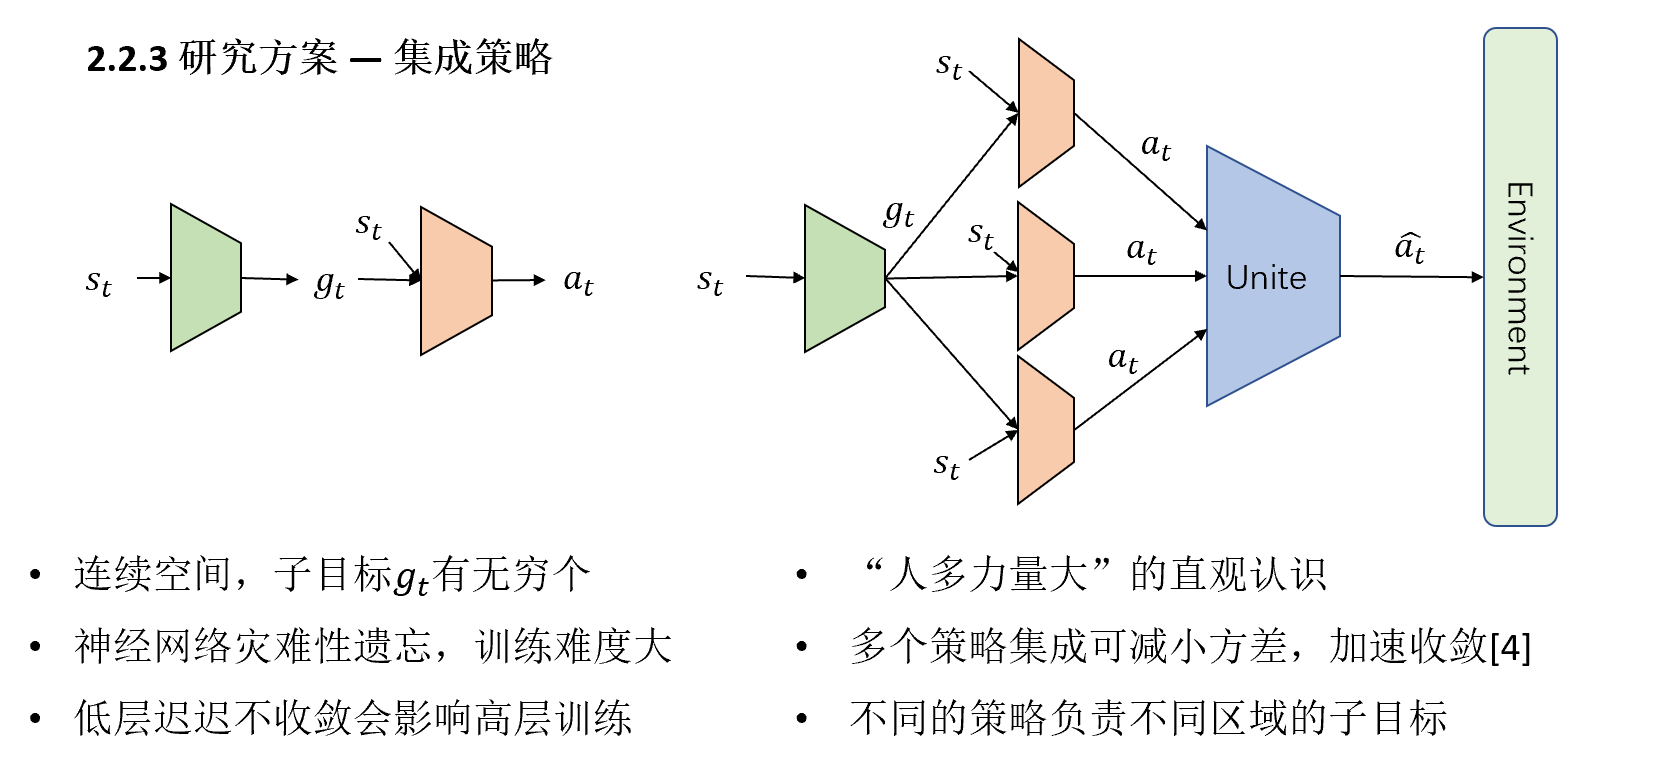 2.2.3 研究方案 — 集成策略
s_t
g_t
s_t
a_t
s_t
g_t
s_t
s_t
s_t
a_t
a_t
a_t
Unite
\hat{a_t}
Environment
• 连续空间，子目标g_t有无穷个
• 神经网络灾难性遗忘，训练难度大
• 低层迟迟不收敛会影响高层训练
• “人多力量大”的直观认识
• 多个策略集成可减小方差，加速收敛[4]
• 不同的策略负责不同区域的子目标